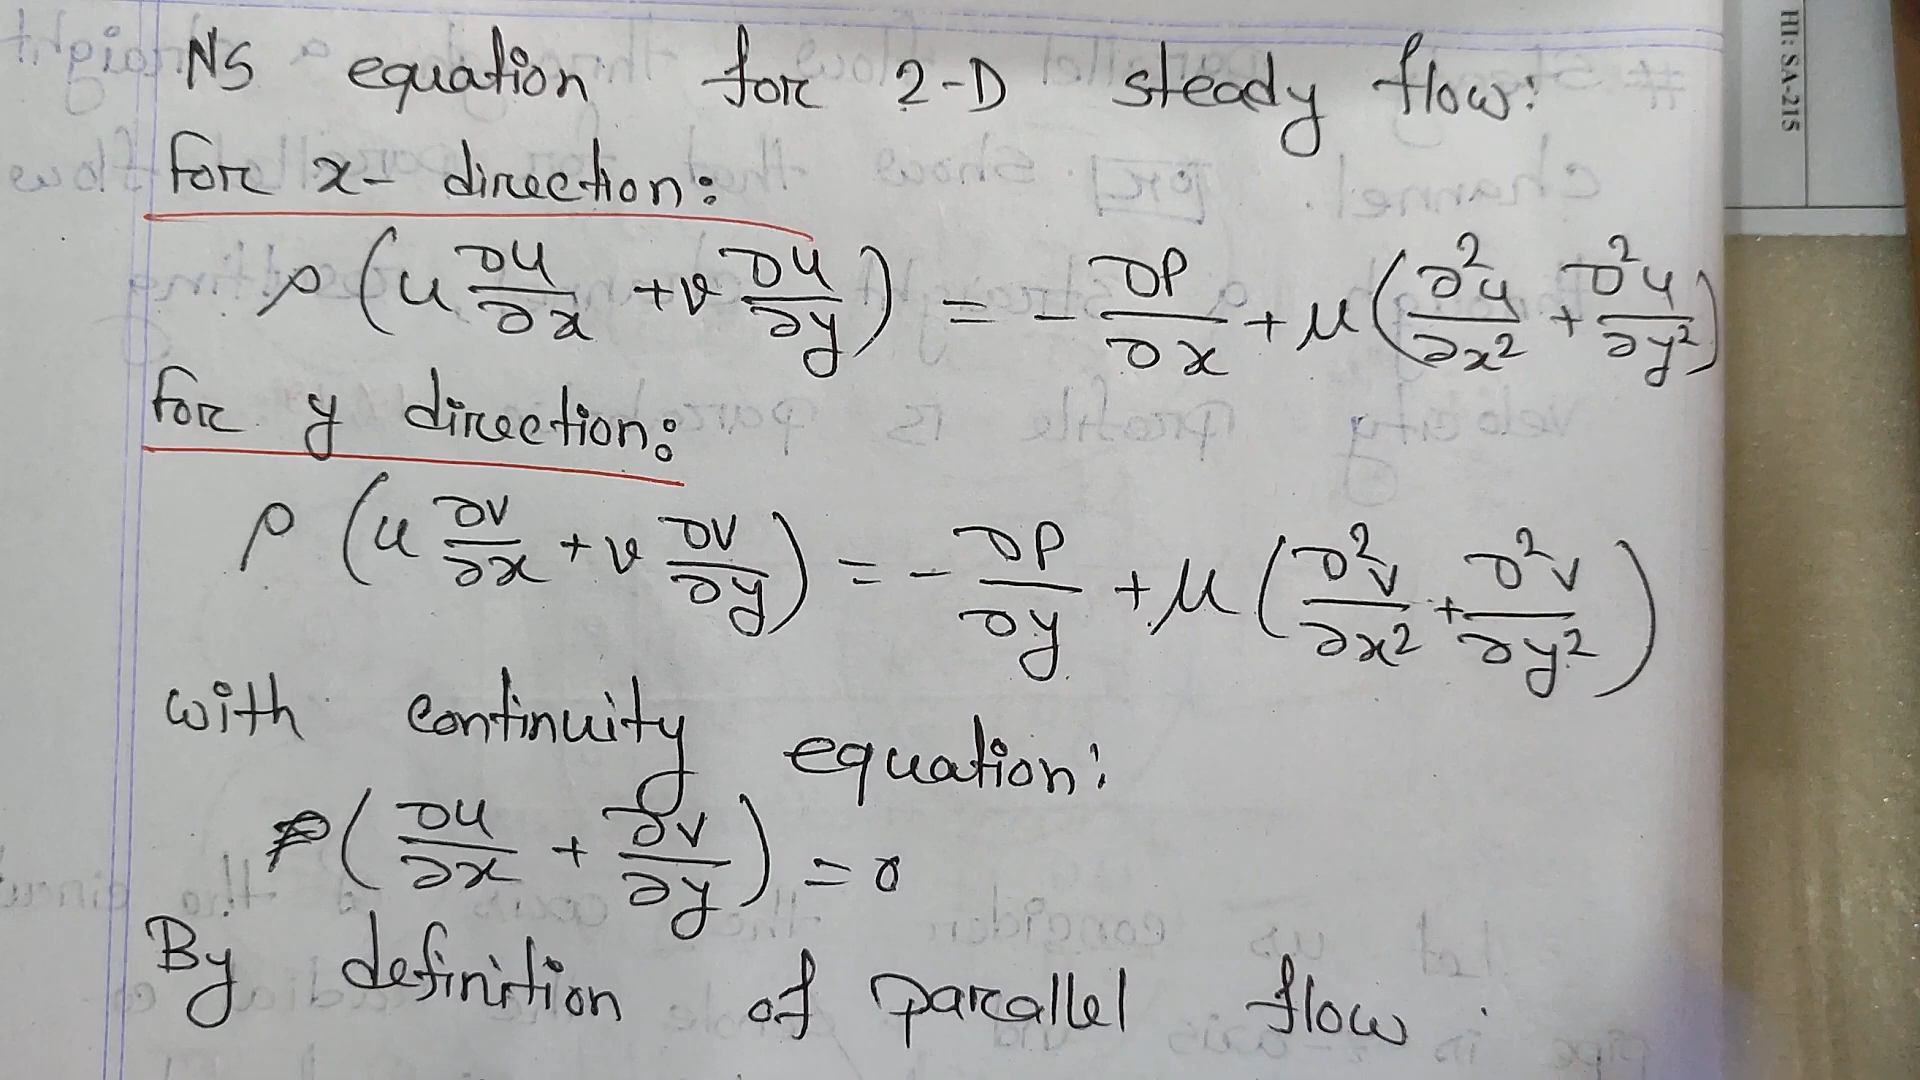 NS equation for 2-D steady flow:
for x- direction:
ρ (u ∂u/∂x + v ∂u/∂y) = - ∂P/∂x + μ (∂²u/∂x² + ∂²u/∂y²)
for y direction:
ρ (u ∂v/∂x + v ∂v/∂y) = - ∂P/∂y + μ (∂²v/∂x² + ∂²v/∂y²)
with continuity equation:
(∂u/∂x + ∂v/∂y) = 0
By definition of parallel flow :
HI: SA-215